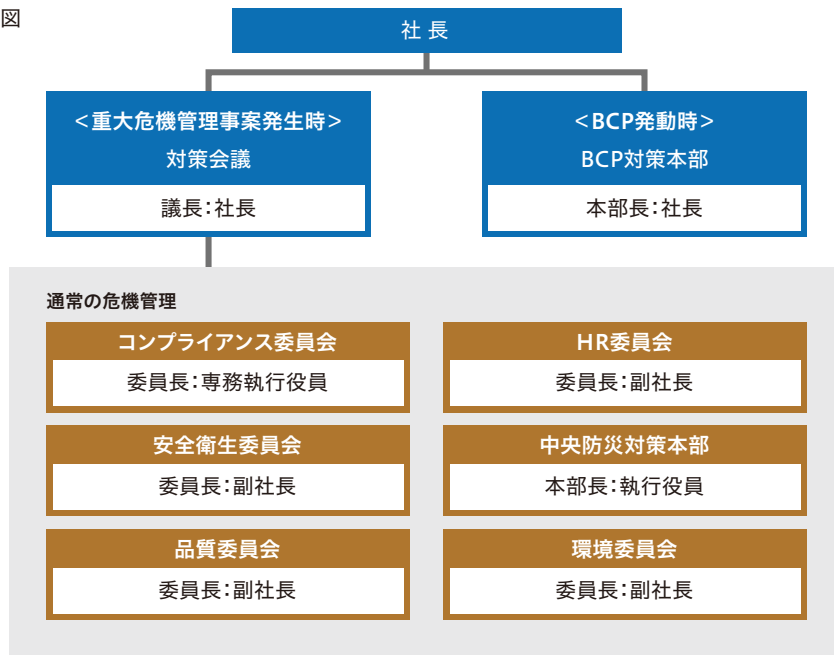 図
社 長
＜重大危機管理事案発生時＞
対策会議
議長：社長
＜BCP発動時＞
BCP対策本部
本部長：社長
通常の危機管理
コンプライアンス委員会
委員長：専務執行役員
HR委員会
委員長：副社長
安全衛生委員会
委員長：副社長
中央防災対策本部
本部長：執行役員
品質委員会
委員長：副社長
環境委員会
委員長：副社長